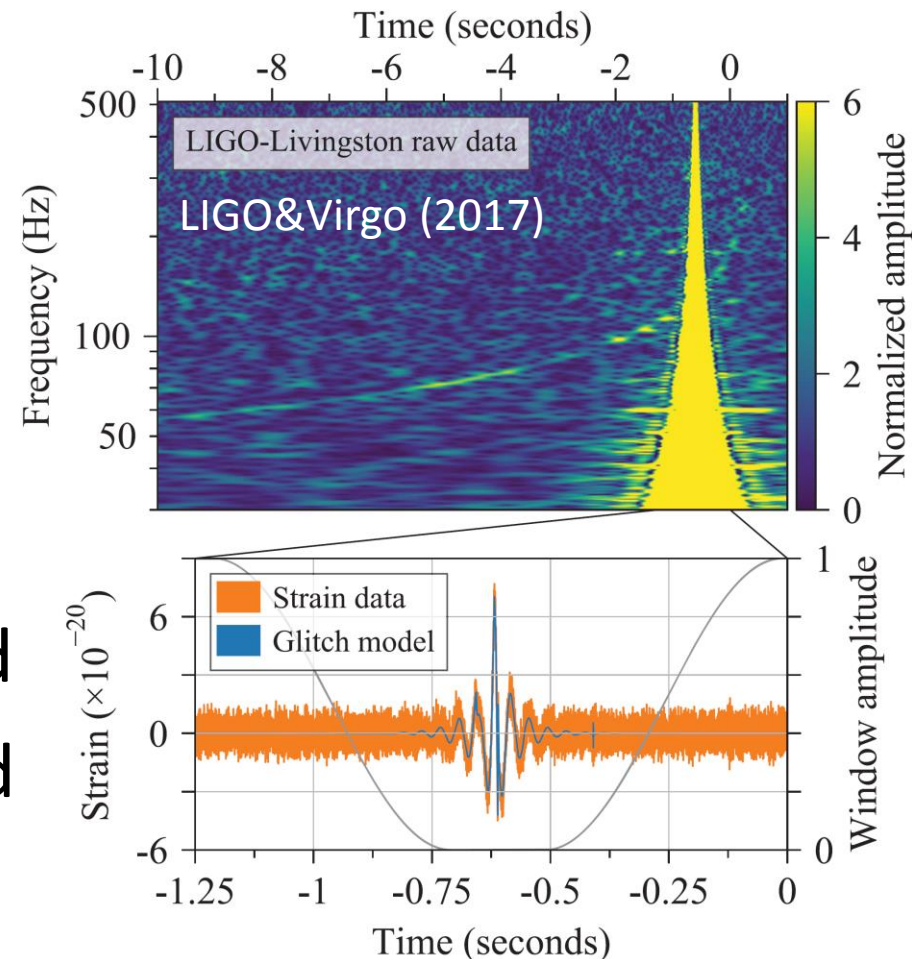 Time (seconds)
-10 -8 -6 -4 -2 0
500
100
50
Frequency (Hz)
LIGO-Livingston raw data
LIGO&Virgo (2017)
6
4
2
0
Normalized amplitude
Strain data
Glitch model
6
0
-6
Strain (×10⁻²⁰)
1
0
Window amplitude
-1.25 -1 -0.75 -0.5 -0.25 0
Time (seconds)
d
d